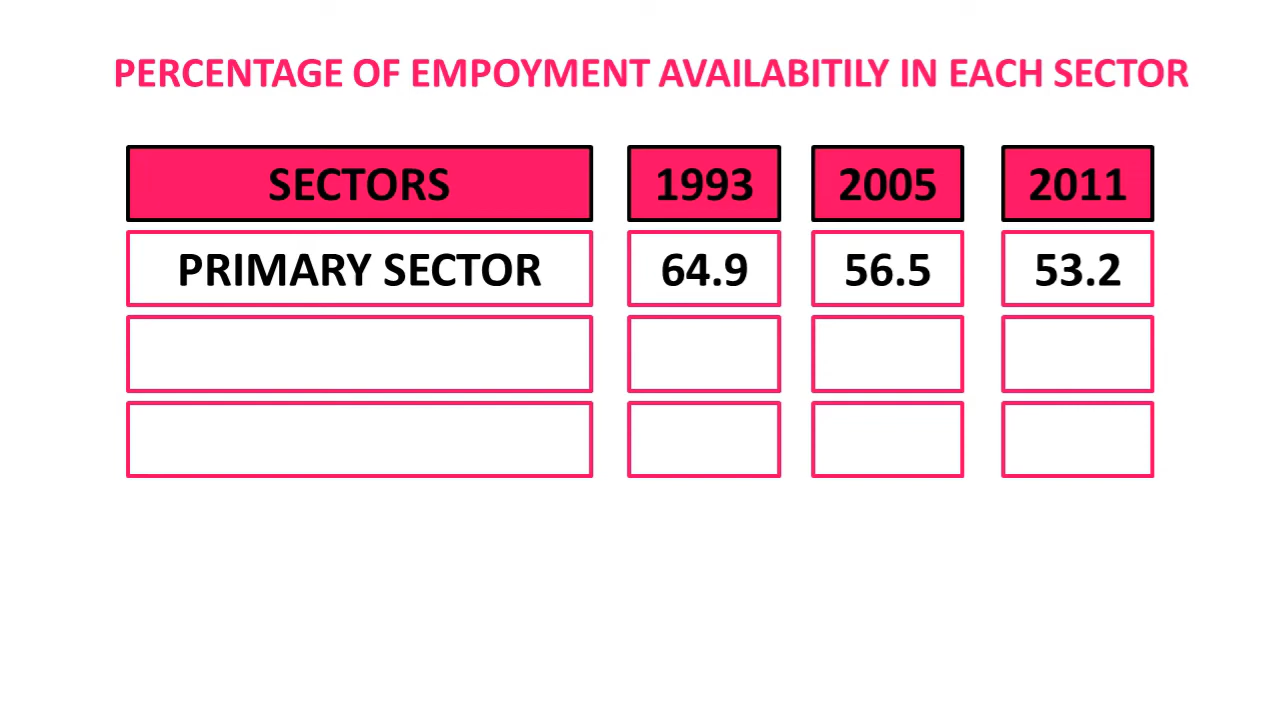 PERCENTAGE OF EMPOYMENT AVAILABITILY IN EACH SECTOR
SECTORS 1993 2005 2011
PRIMARY SECTOR 64.9 56.5 53.2